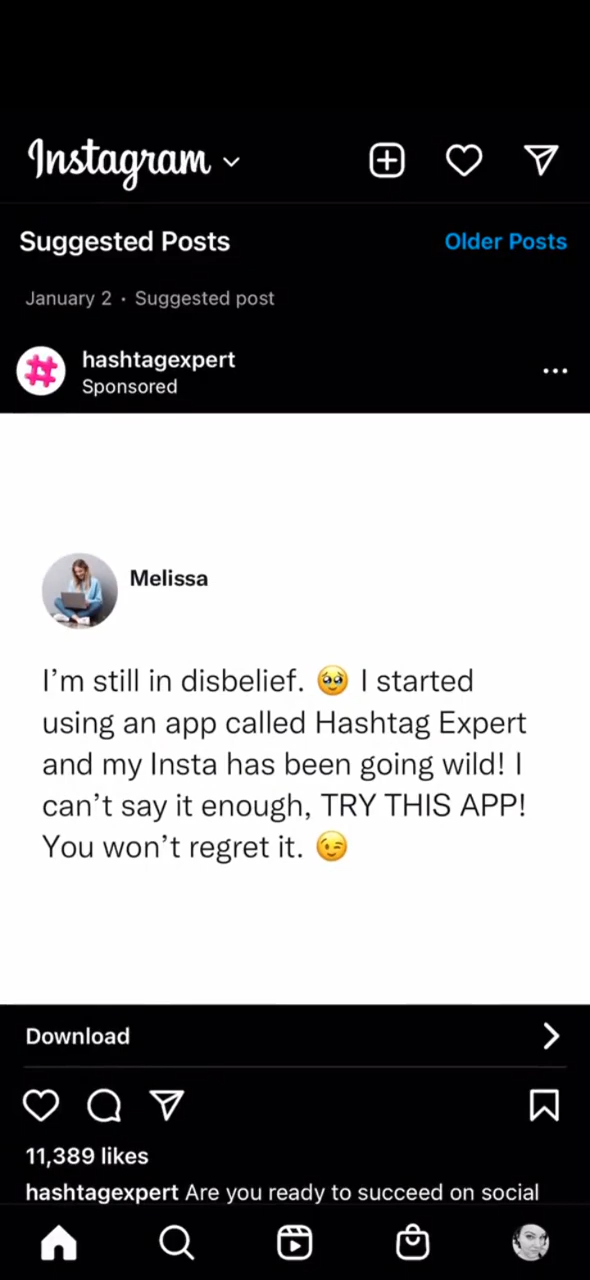 Instagram
Suggested Posts
Older Posts
January 2 • Suggested post
hashtagexpert
Sponsored
Melissa
I’m still in disbelief. 🥹 I started
using an app called Hashtag Expert
and my Insta has been going wild! I
can’t say it enough, TRY THIS APP!
You won’t regret it. 😉
Download
11,389 likes
hashtagexpert Are you ready to succeed on social